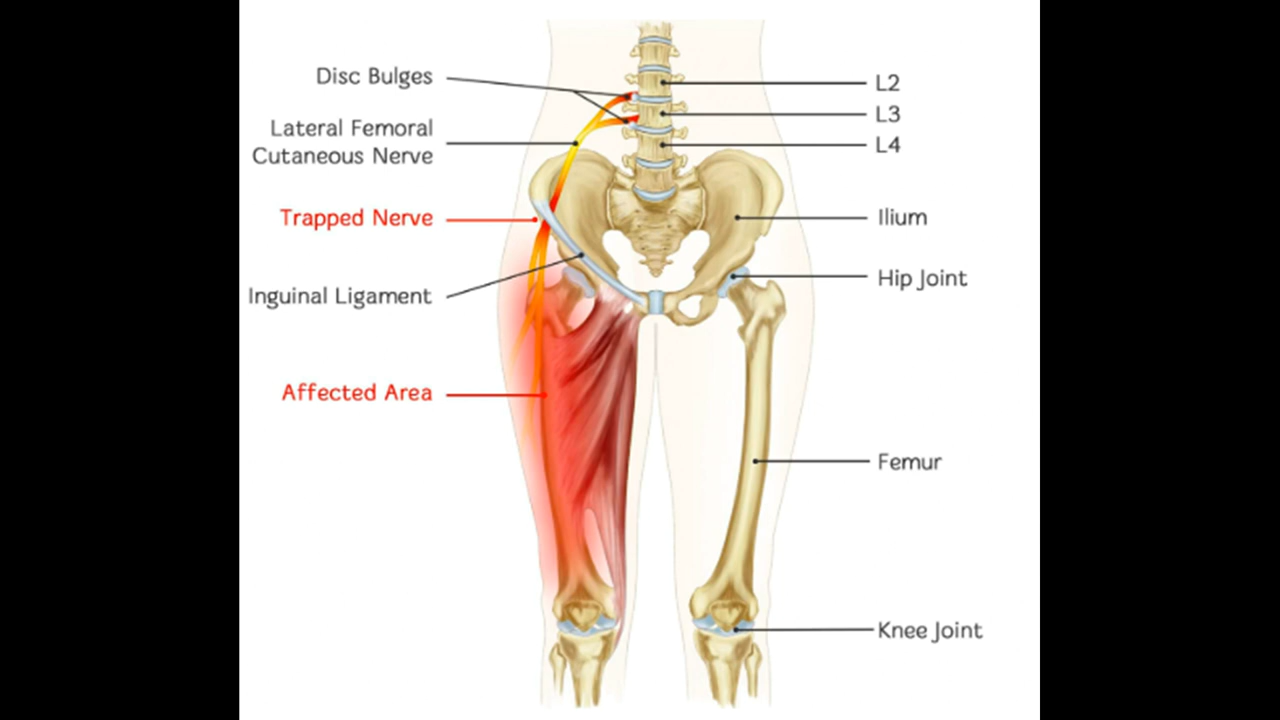 Disc Bulges
Lateral Femoral
Cutaneous Nerve
Trapped Nerve
Inguinal Ligament
Affected Area
L2
L3
L4
Ilium
Hip Joint
Femur
Knee Joint